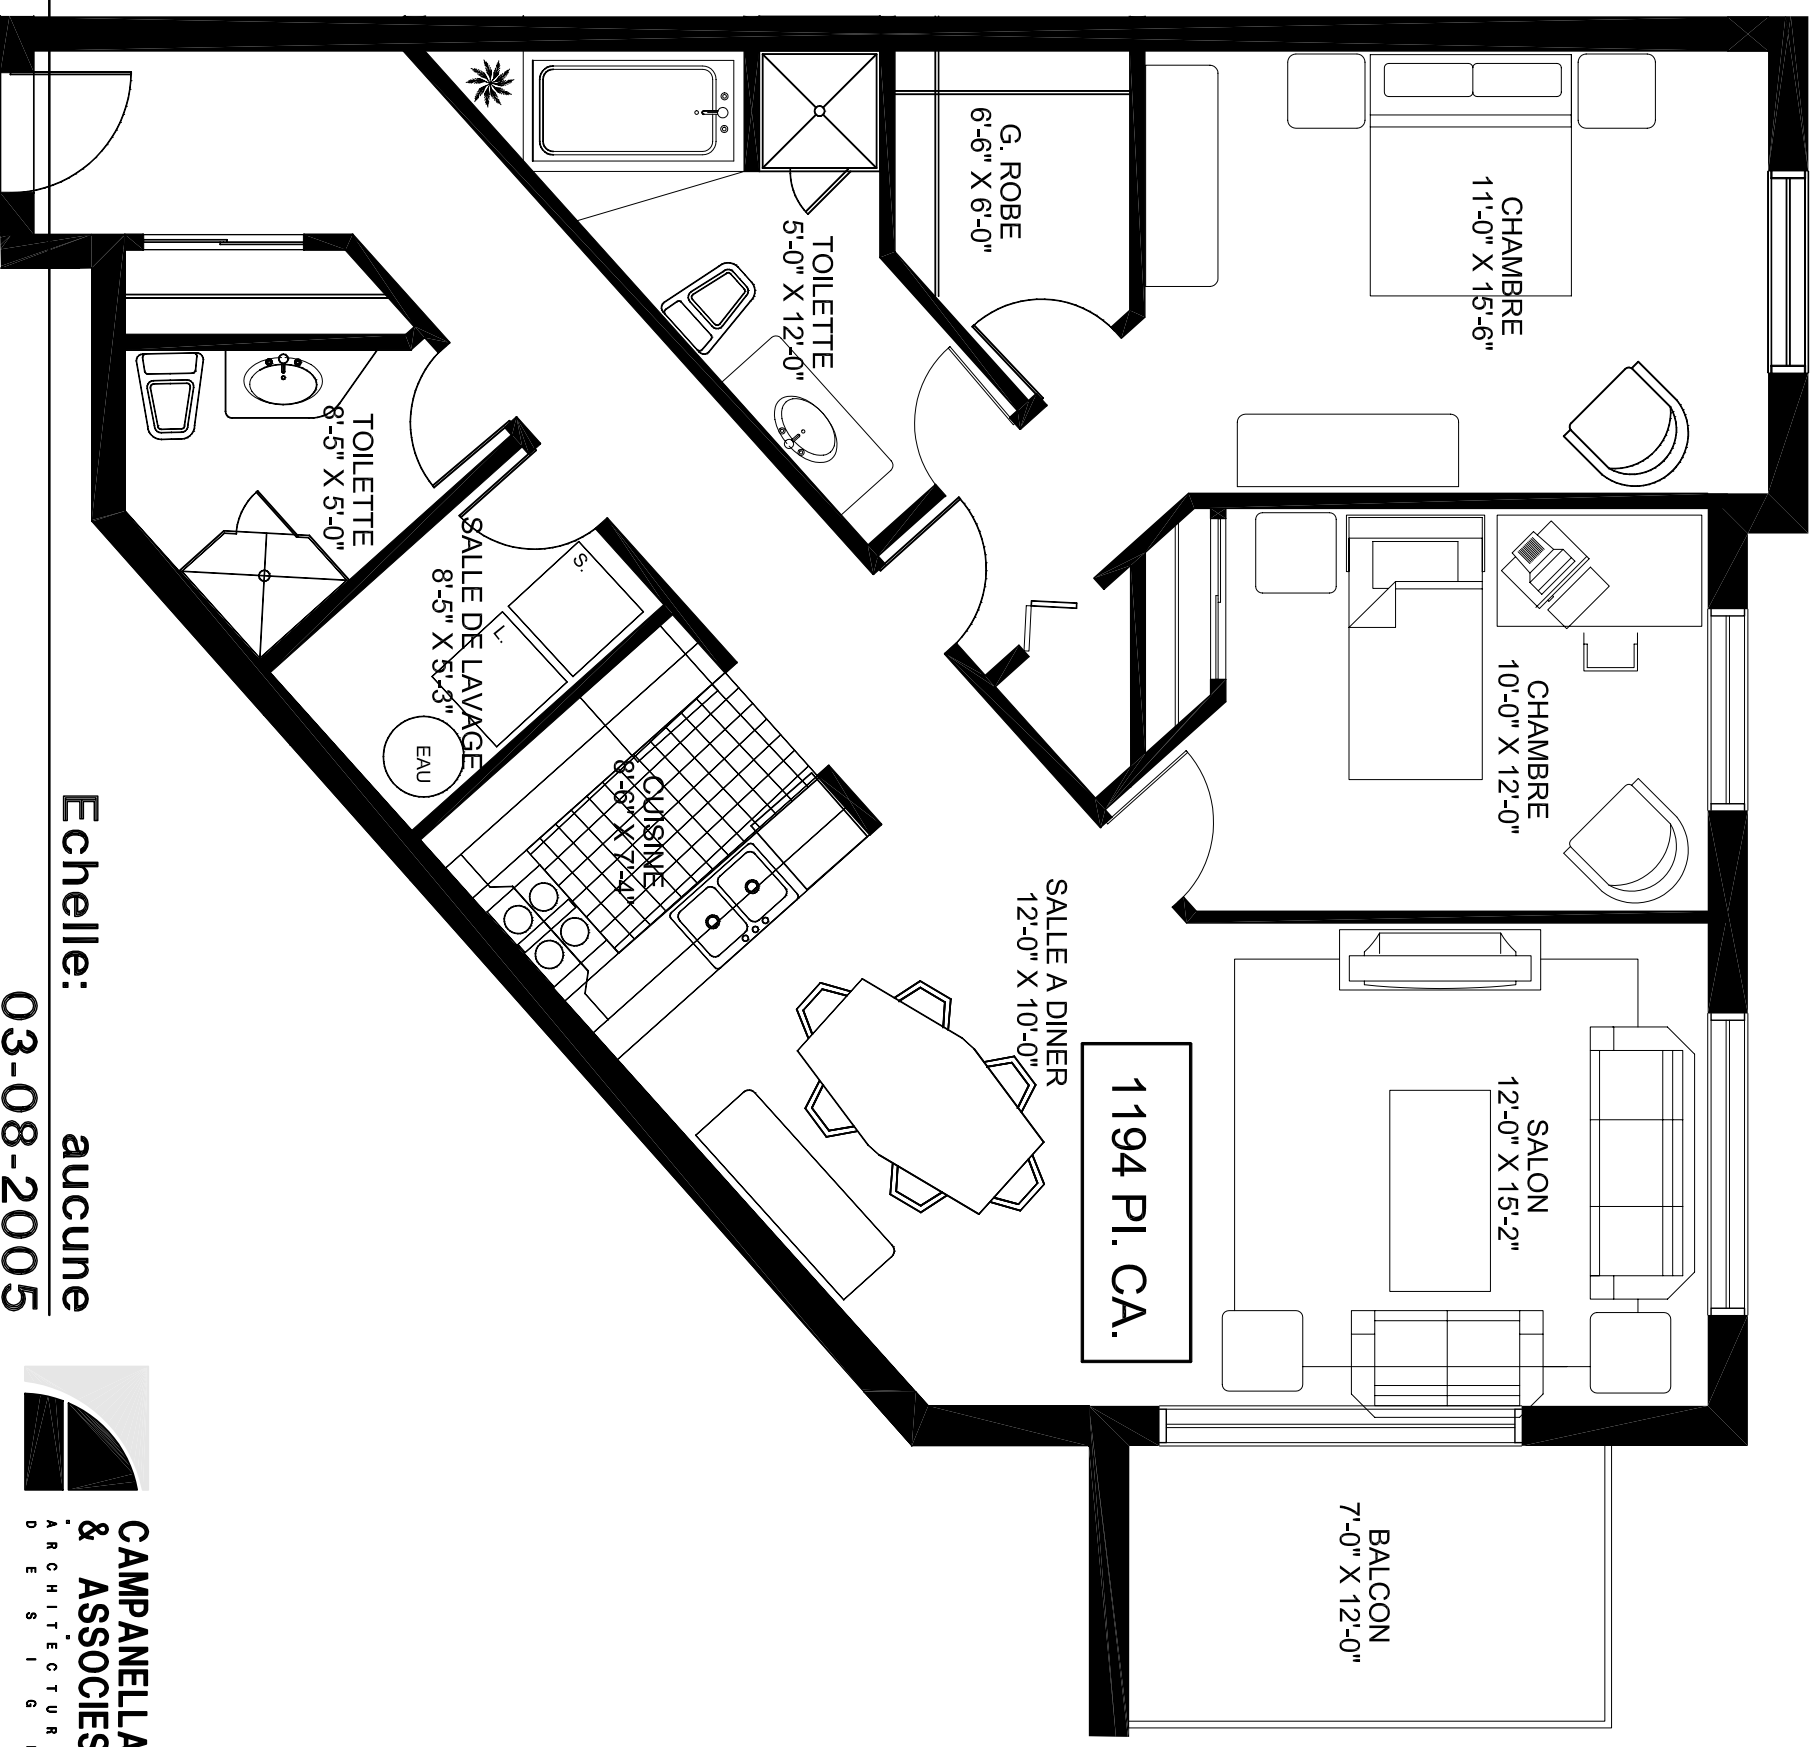 CHAMBRE
11'-0" X 15'-6"
G. ROBE
6'-6" X 6'-0"
TOILETTE
5'-0" X 12'-0"
TOILETTE
8'-5" X 5'-0"
SALLE DE LAVAGE
8'-5" X 5'-3"
S.
L.
EAU
CUISINE
8'-6" X 7'-4"
CHAMBRE
10'-0" X 12'-0"
SALLE A DINER
12'-0" X 10'-0"
SALON
12'-0" X 15'-2"
1194 PI. CA.
BALCON
7'-0" X 12'-0"
Echelle: aucune
03-08-2005
CAMPANELLA
& ASSOCIES
ARCHITECTUR
DESIG